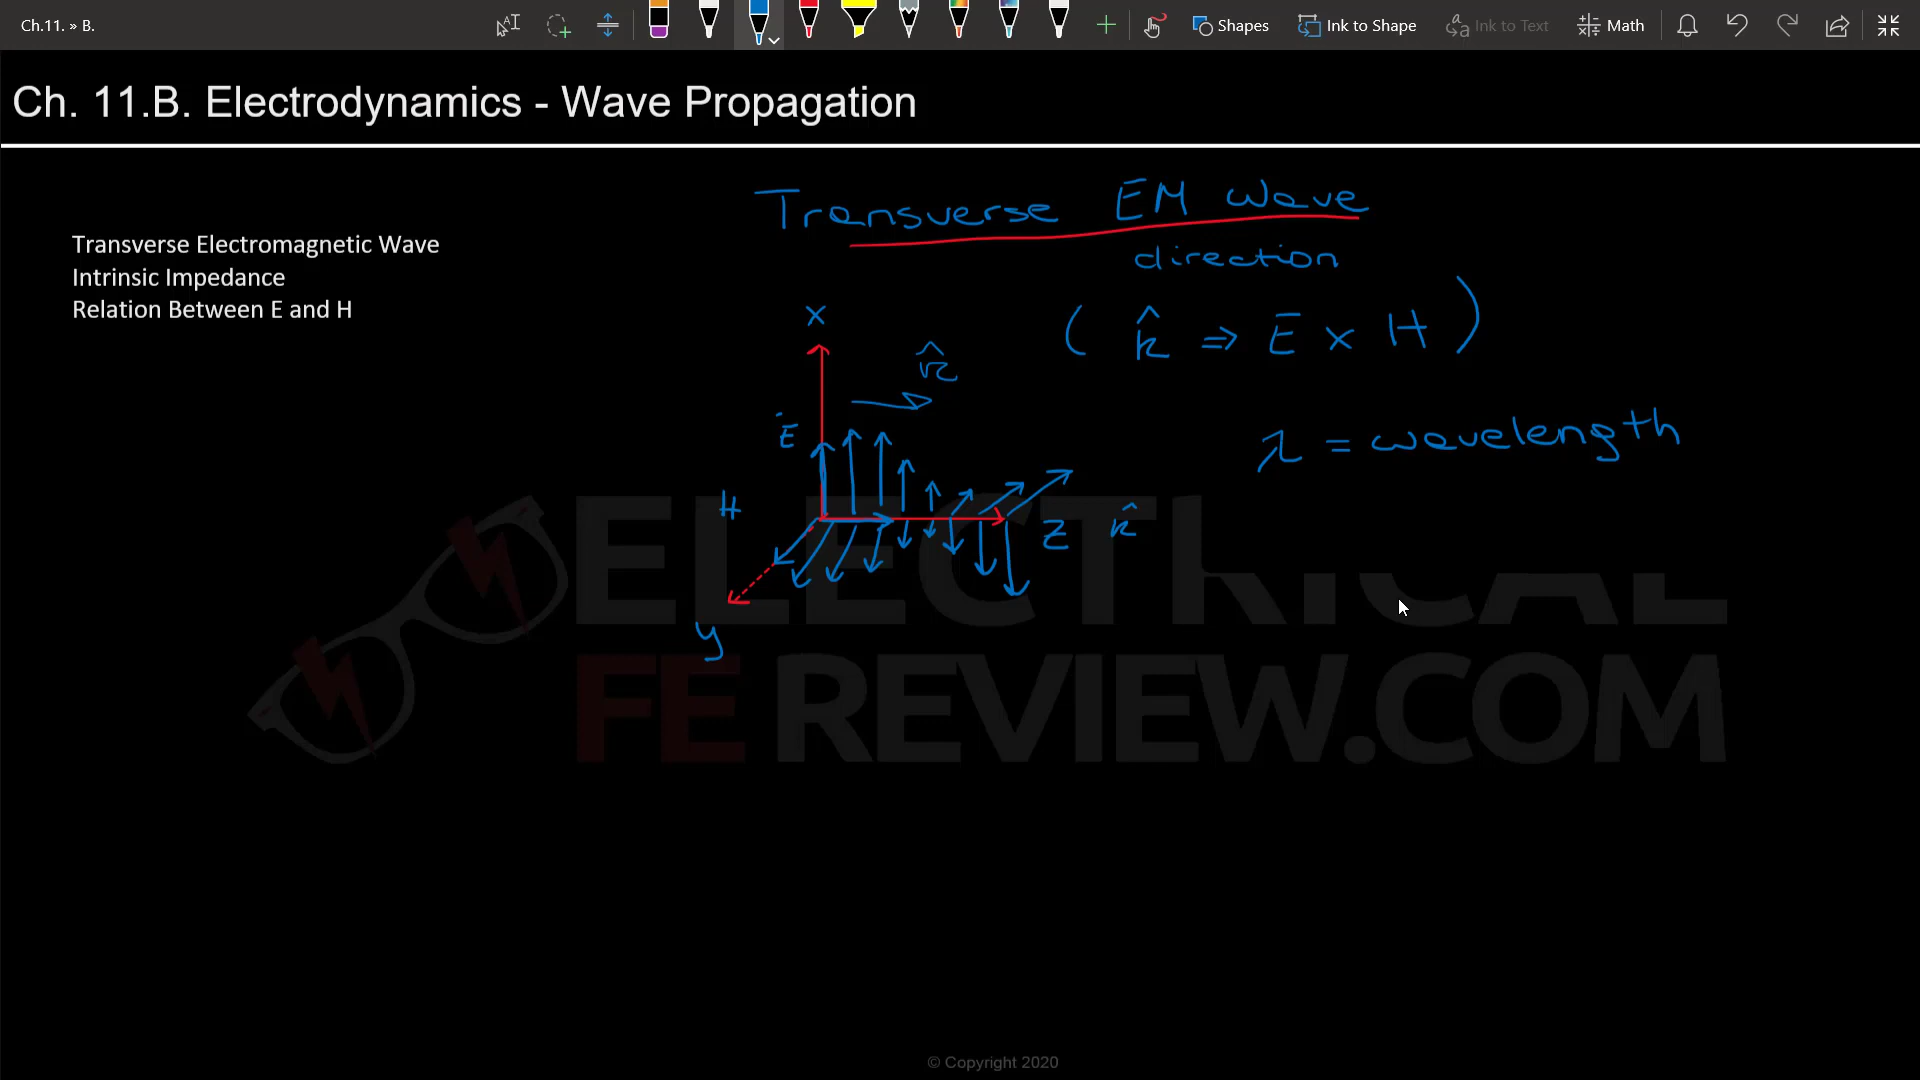 Ch.11. » B.
Shapes
Ink to Shape
Ink to Text
Math
Ch. 11.B. Electrodynamics - Wave Propagation
Transverse EM Wave
Transverse Electromagnetic Wave
direction
Intrinsic Impedance
Relation Between E and H
X
( k̂ ⇒ E x H )
k̂
E
λ = wavelength
H
Z k̂
y
ELECTRICAL
FE REVIEW.COM
© Copyright 2020